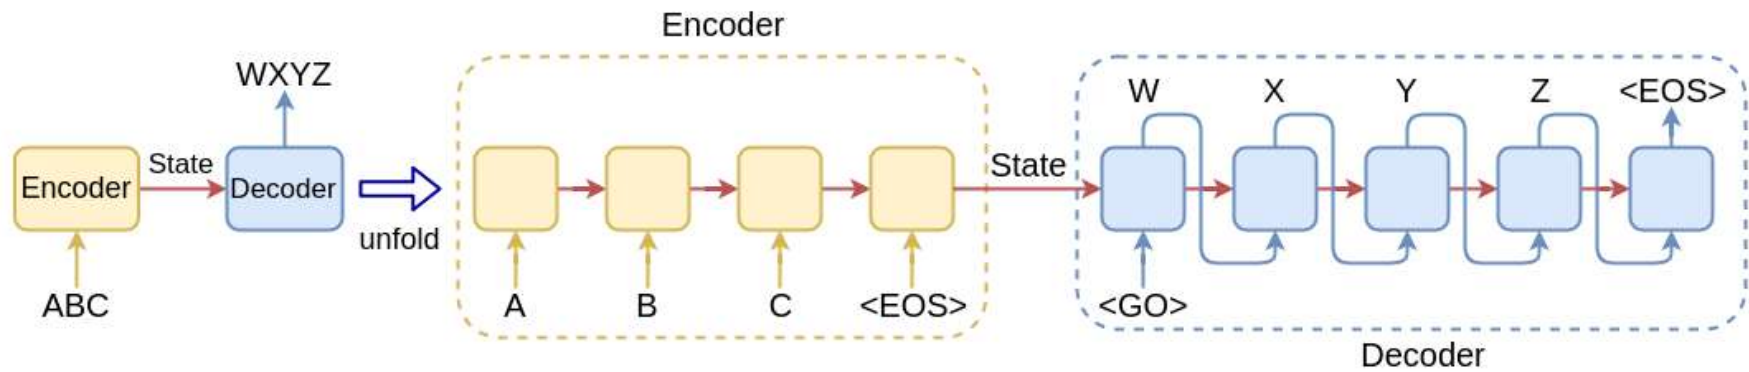 Encoder
WXYZ
W X Y Z <EOS>
Encoder State Decoder
State
unfold
ABC
A B C <EOS>
<GO>
Decoder